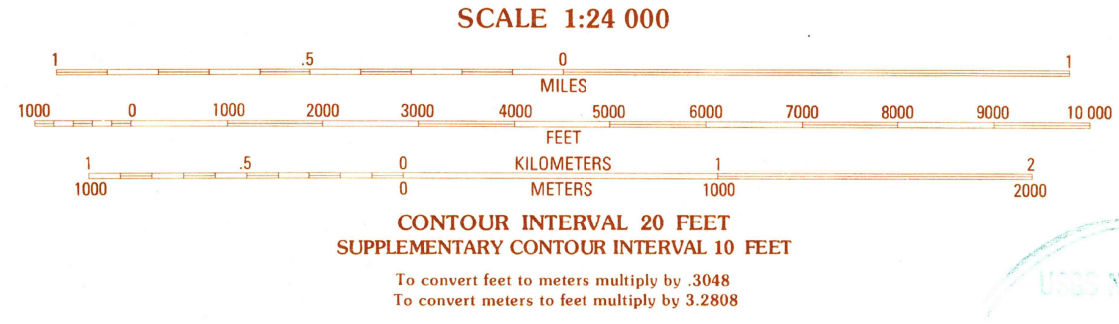 SCALE 1:24 000
1 .5 0 1
MILES
1000 0 1000 2000 3000 4000 5000 6000 7000 8000 9000 10 000
FEET
1 .5 0 KILOMETERS 1 2
1000 0 METERS 1000 2000
CONTOUR INTERVAL 20 FEET
SUPPLEMENTARY CONTOUR INTERVAL 10 FEET
To convert feet to meters multiply by .3048
To convert meters to feet multiply by 3.2808
USGS